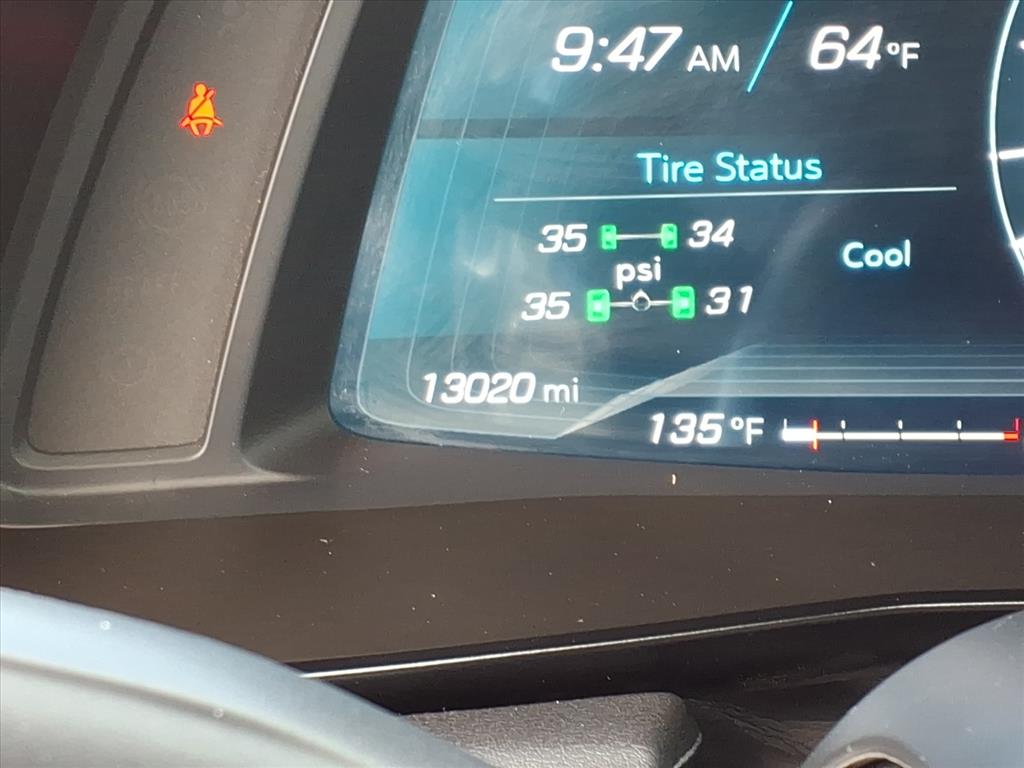 9:47 AM 64°F
Tire Status
35 34
psi Cool
35 31
13020 mi
135 °F